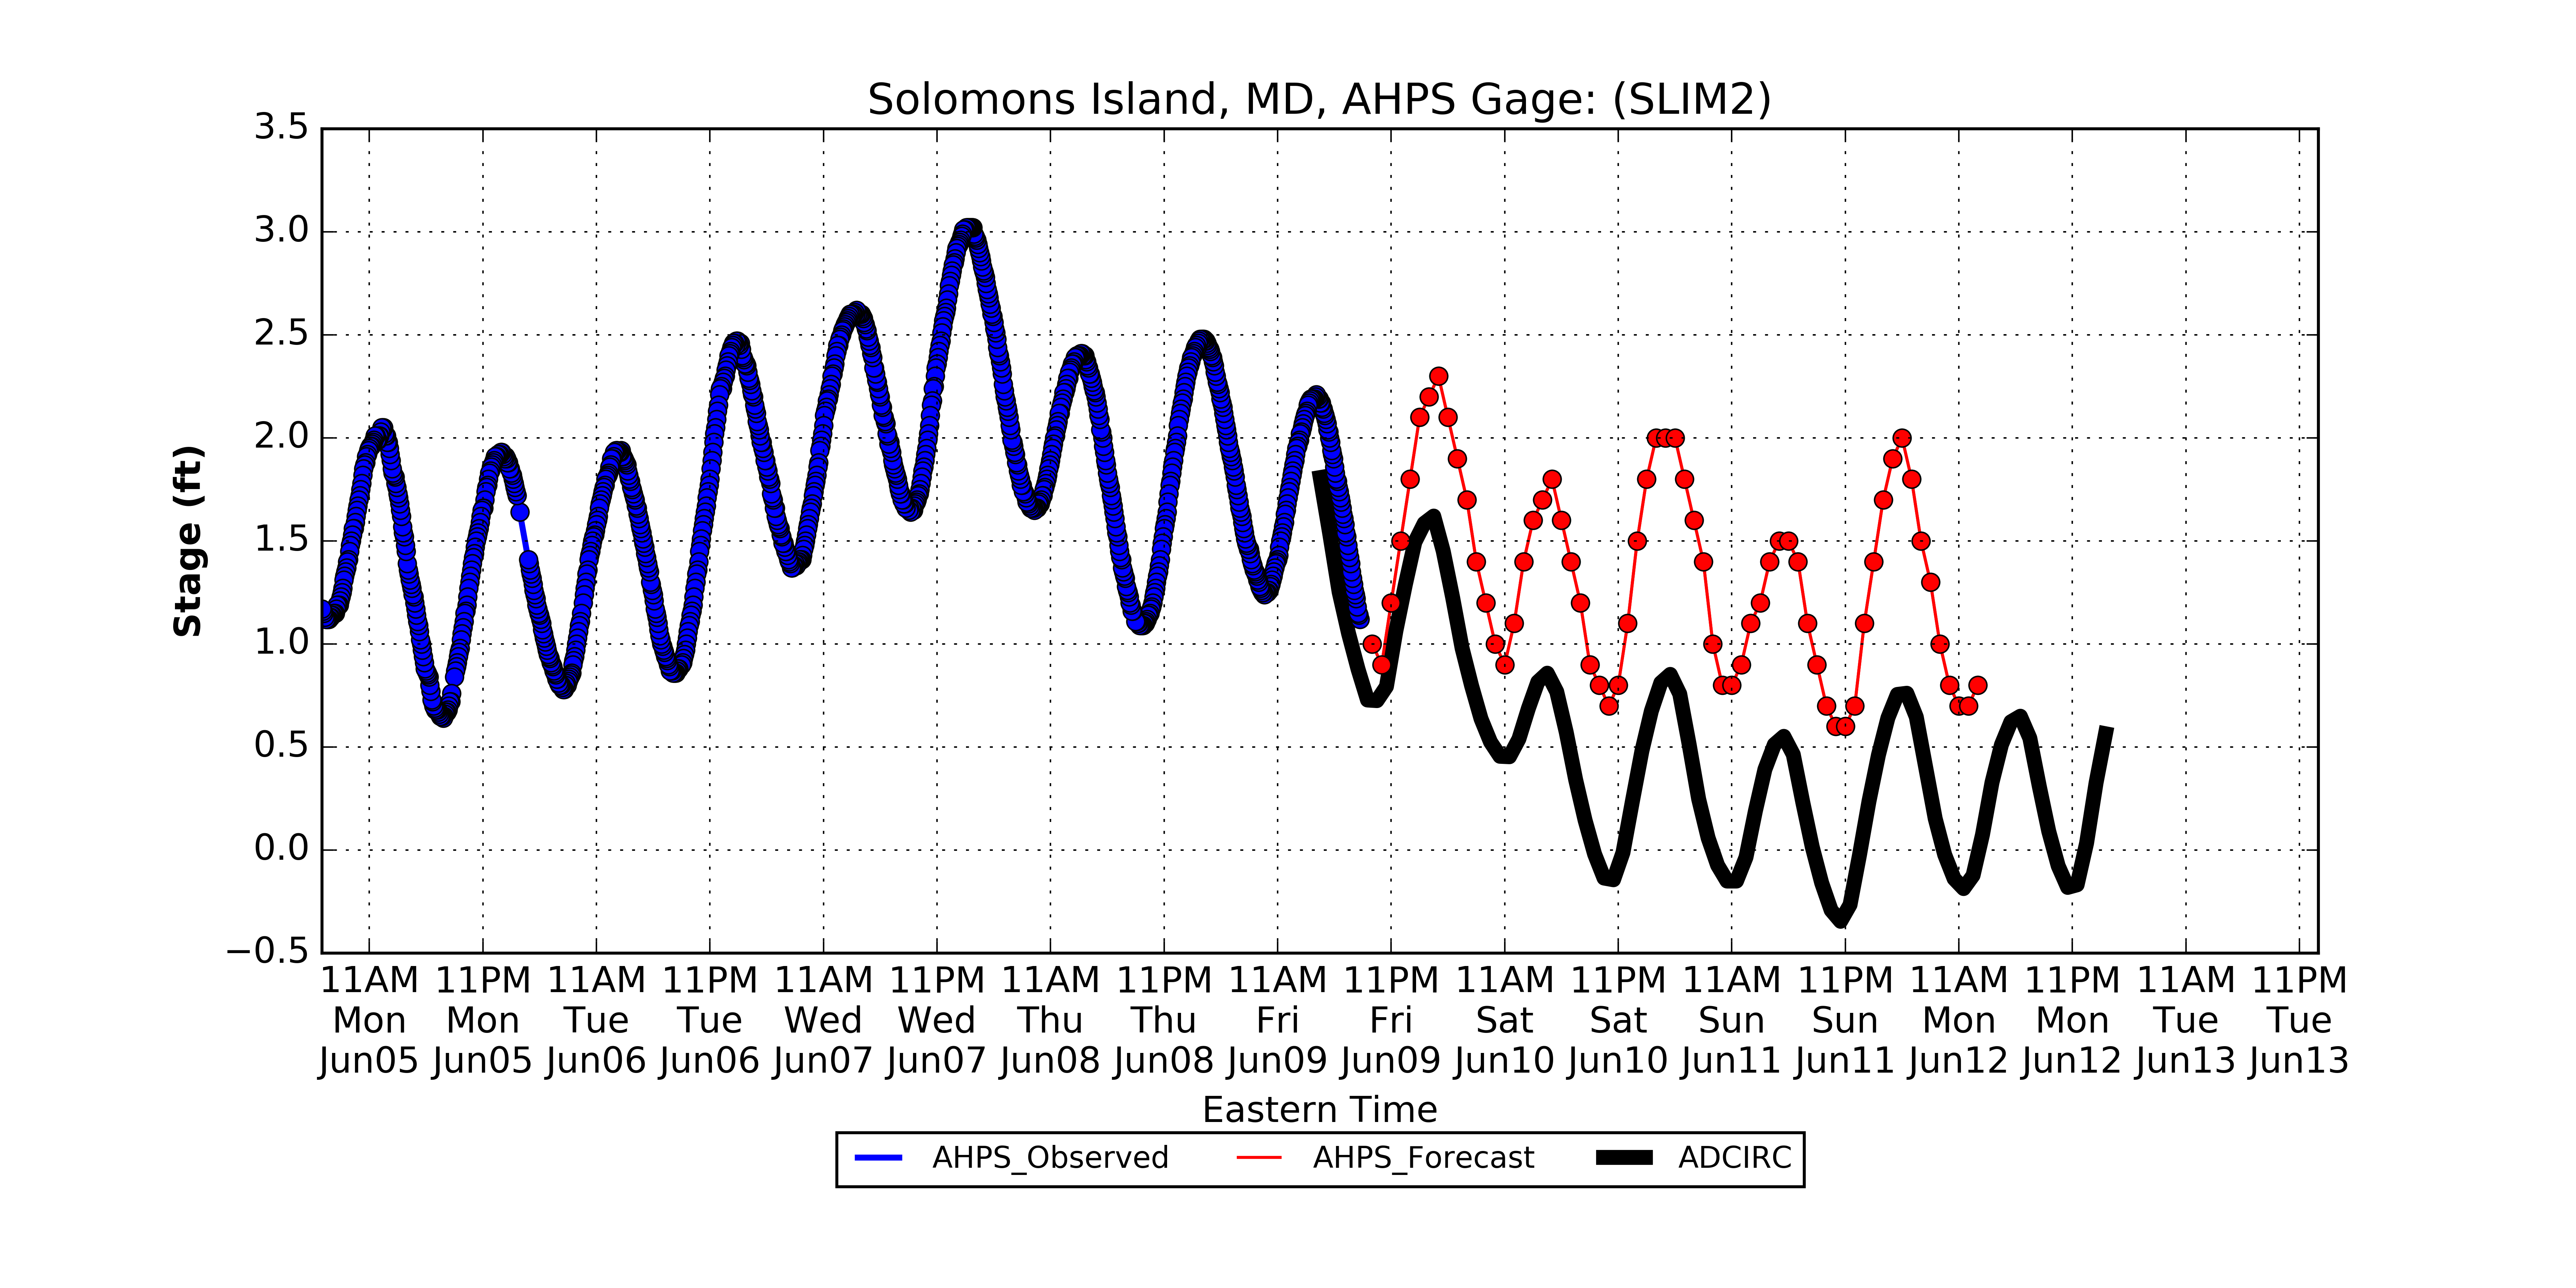 Solomons Island, MD, AHPS Gage: (SLIM2)
3.5
3.0
2.5
2.0
1.5
1.0
0.5
0.0
−0.5
Stage (ft)
11AM 11PM 11AM 11PM 11AM 11PM 11AM 11PM 11AM 11PM 11AM 11PM 11AM 11PM 11AM 11PM 11AM 11PM
Mon Mon Tue Tue Wed Wed Thu Thu Fri Fri Sat Sat Sun Sun Mon Mon Tue Tue
Jun05 Jun05 Jun06 Jun06 Jun07 Jun07 Jun08 Jun08 Jun09 Jun09 Jun10 Jun10 Jun11 Jun11 Jun12 Jun12 Jun13 Jun13
Eastern Time
AHPS_Observed AHPS_Forecast ADCIRC